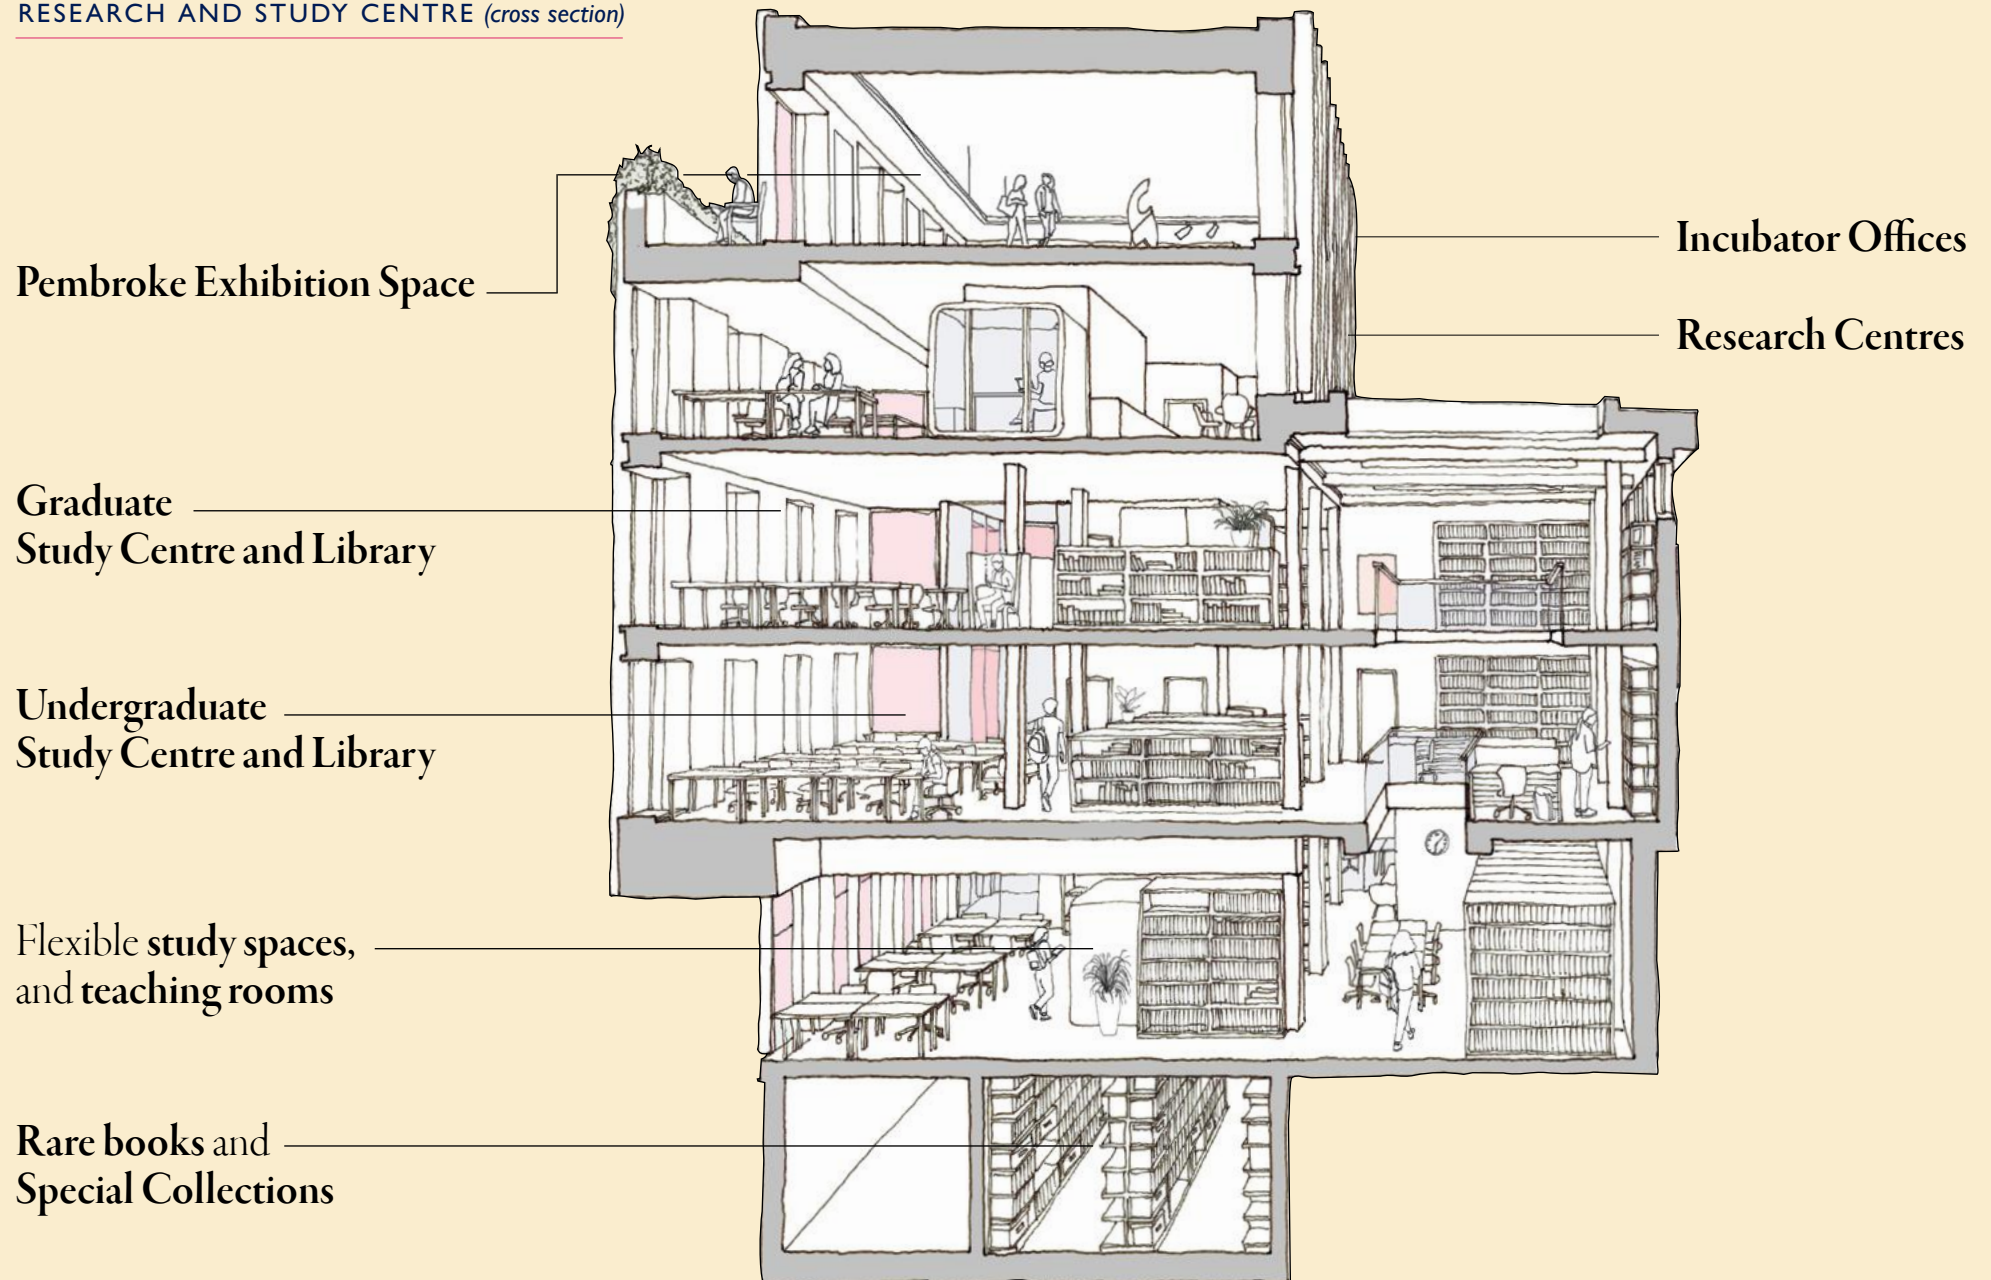 RESEARCH AND STUDY CENTRE (cross section)
Pembroke Exhibition Space
Incubator Offices
Research Centres
Graduate
Study Centre and Library
Undergraduate
Study Centre and Library
Flexible study spaces,
and teaching rooms
Rare books and
Special Collections